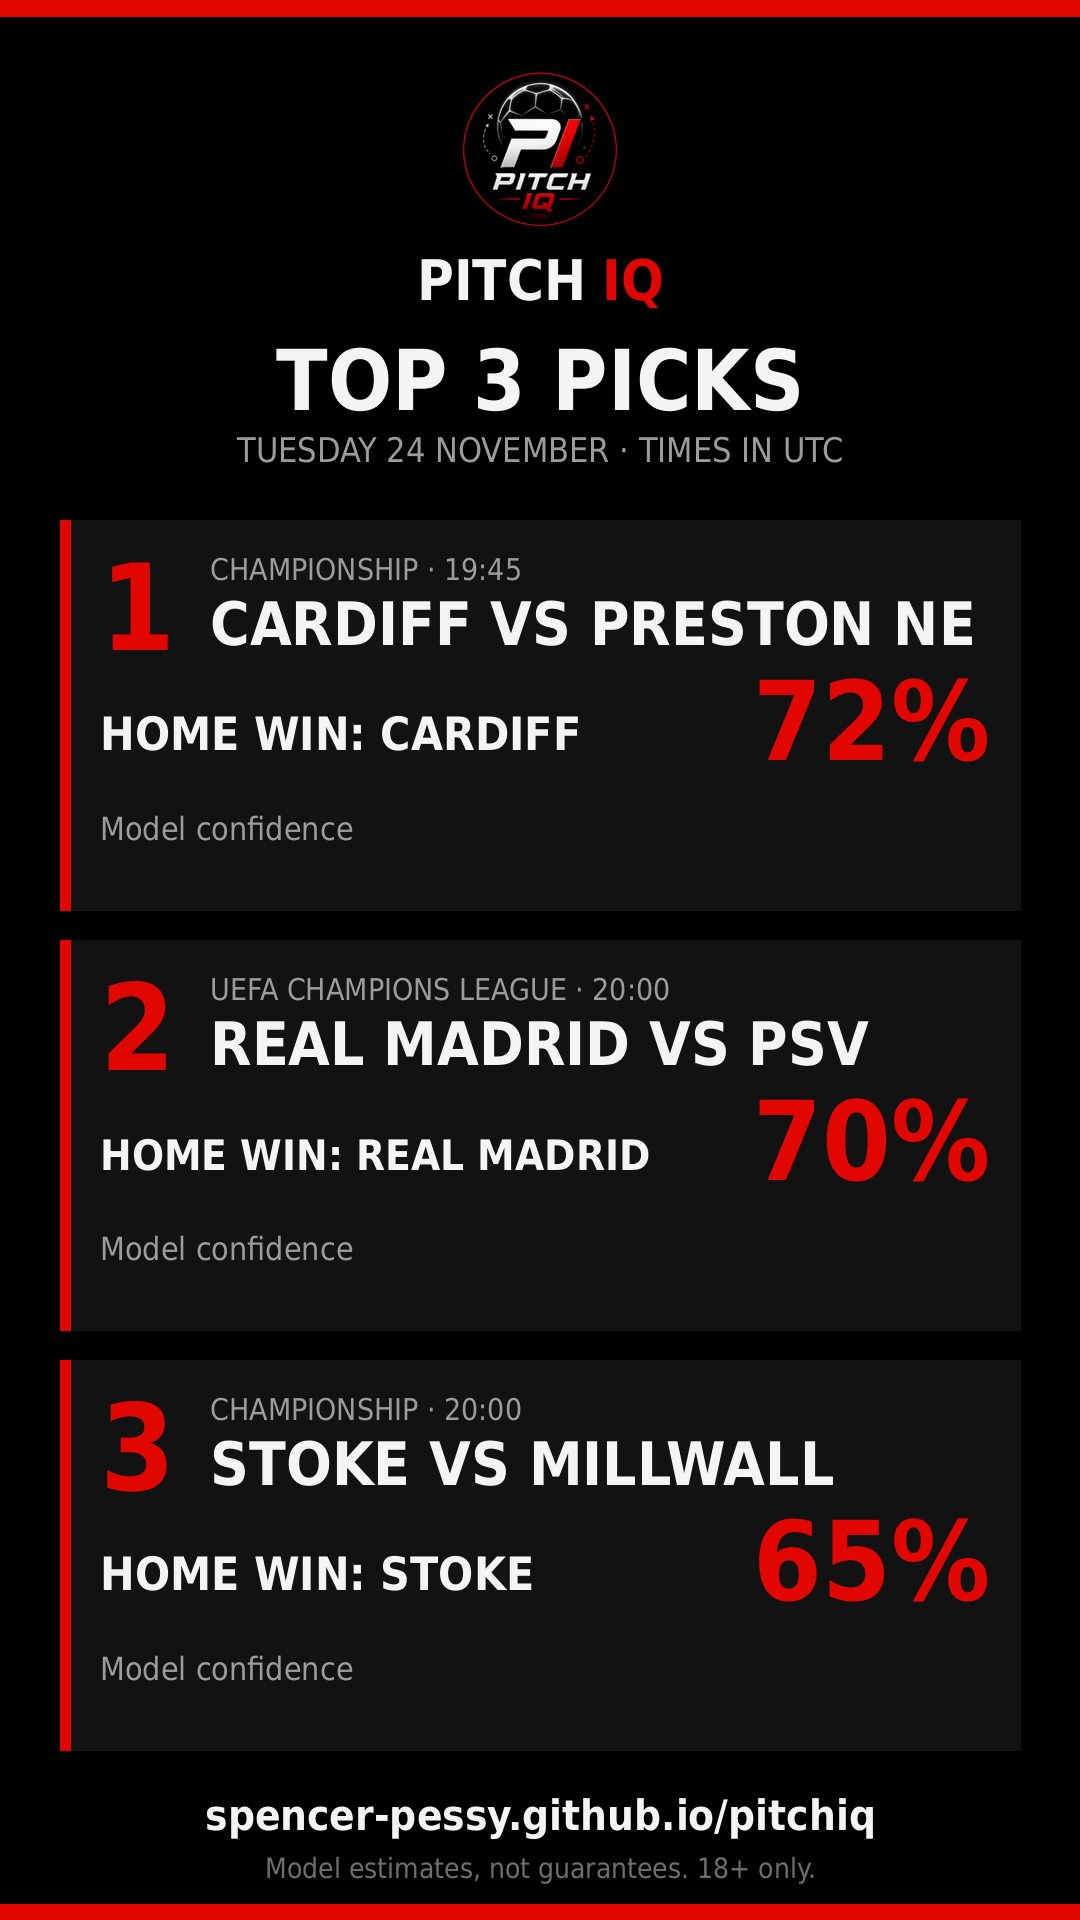 PI
PITCH
IQ
PITCH IQ
TOP 3 PICKS
TUESDAY 24 NOVEMBER · TIMES IN UTC
1
CHAMPIONSHIP · 19:45
CARDIFF VS PRESTON NE
HOME WIN: CARDIFF
72%
Model confidence
2
UEFA CHAMPIONS LEAGUE · 20:00
REAL MADRID VS PSV
HOME WIN: REAL MADRID
70%
Model confidence
3
CHAMPIONSHIP · 20:00
STOKE VS MILLWALL
HOME WIN: STOKE
65%
Model confidence
spencer-pessy.github.io/pitchiq
Model estimates, not guarantees. 18+ only.